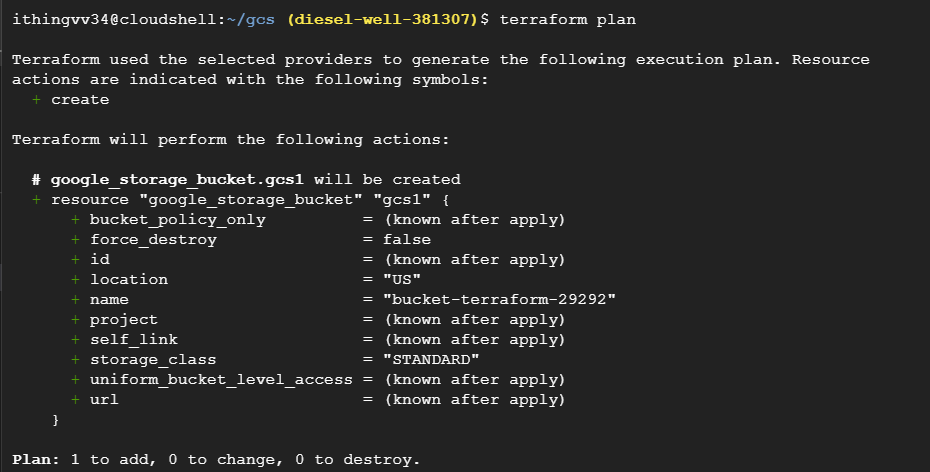 ithingvv34@cloudshell:~/gcs (diesel-well-381307)$ terraform plan
Terraform used the selected providers to generate the following execution plan. Resource
actions are indicated with the following symbols:
  + create
Terraform will perform the following actions:
  # google_storage_bucket.gcs1 will be created
  + resource "google_storage_bucket" "gcs1" {
      + bucket_policy_only          = (known after apply)
      + force_destroy               = false
      + id                          = (known after apply)
      + location                    = "US"
      + name                        = "bucket-terraform-29292"
      + project                     = (known after apply)
      + self_link                   = (known after apply)
      + storage_class               = "STANDARD"
      + uniform_bucket_level_access = (known after apply)
      + url                         = (known after apply)
    }
Plan: 1 to add, 0 to change, 0 to destroy.